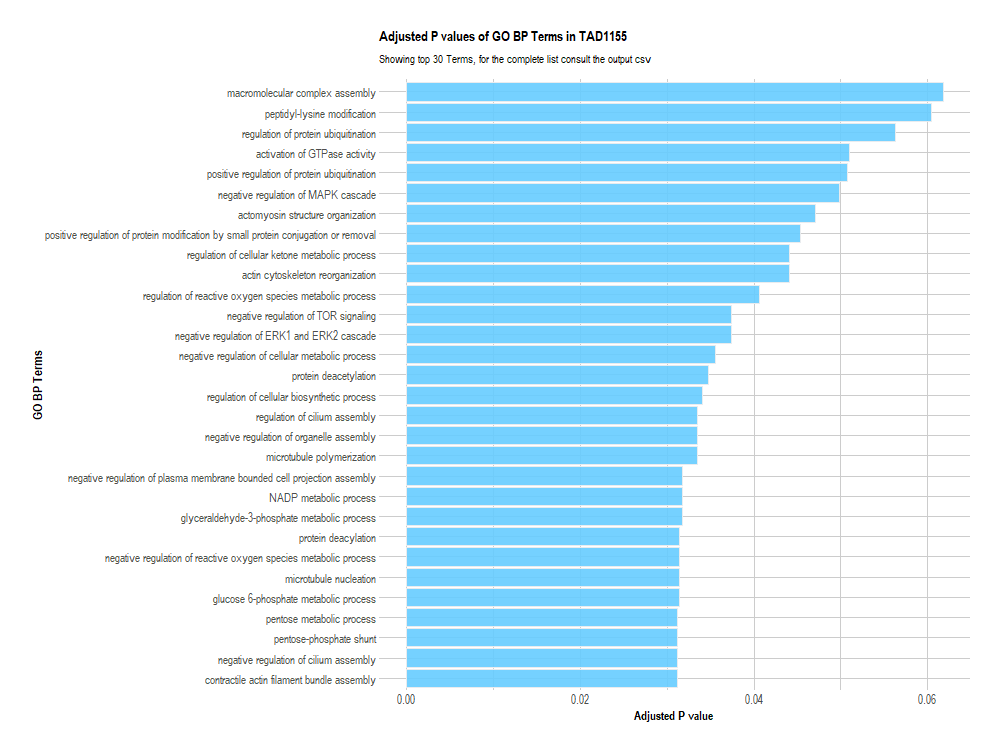 Adjusted P values of GO BP Terms in TAD1155
Showing top 30 Terms, for the complete list consult the output csv
macromolecular complex assembly
peptidyl-lysine modification
regulation of protein ubiquitination
activation of GTPase activity
positive regulation of protein ubiquitination
negative regulation of MAPK cascade
actomyosin structure organization
positive regulation of protein modification by small protein conjugation or removal
regulation of cellular ketone metabolic process
actin cytoskeleton reorganization
regulation of reactive oxygen species metabolic process
negative regulation of TOR signaling
negative regulation of ERK1 and ERK2 cascade
negative regulation of cellular metabolic process
protein deacetylation
regulation of cellular biosynthetic process
regulation of cilium assembly
negative regulation of organelle assembly
microtubule polymerization
negative regulation of plasma membrane bounded cell projection assembly
NADP metabolic process
glyceraldehyde-3-phosphate metabolic process
protein deacylation
negative regulation of reactive oxygen species metabolic process
microtubule nucleation
glucose 6-phosphate metabolic process
pentose metabolic process
pentose-phosphate shunt
negative regulation of cilium assembly
contractile actin filament bundle assembly
GO BP Terms
0.00 0.02 0.04 0.06
Adjusted P value